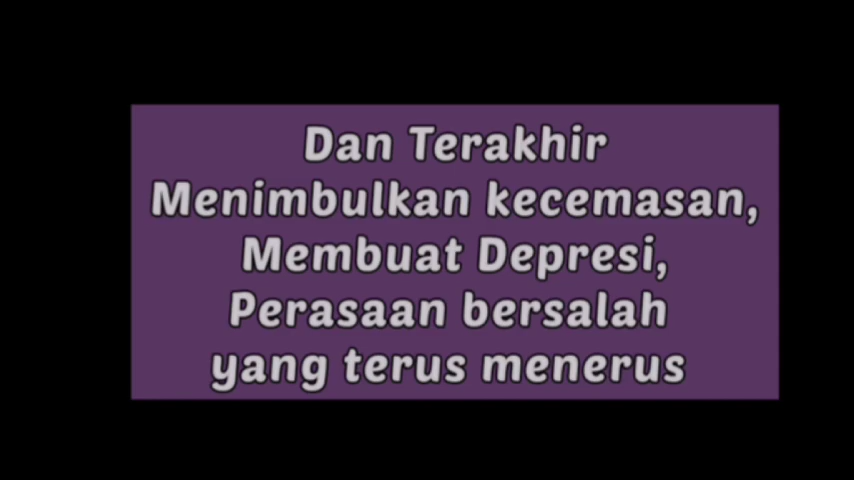 Dan Terakhir
Menimbulkan kecemasan,
Membuat Depresi,
Perasaan bersalah
yang terus menerus